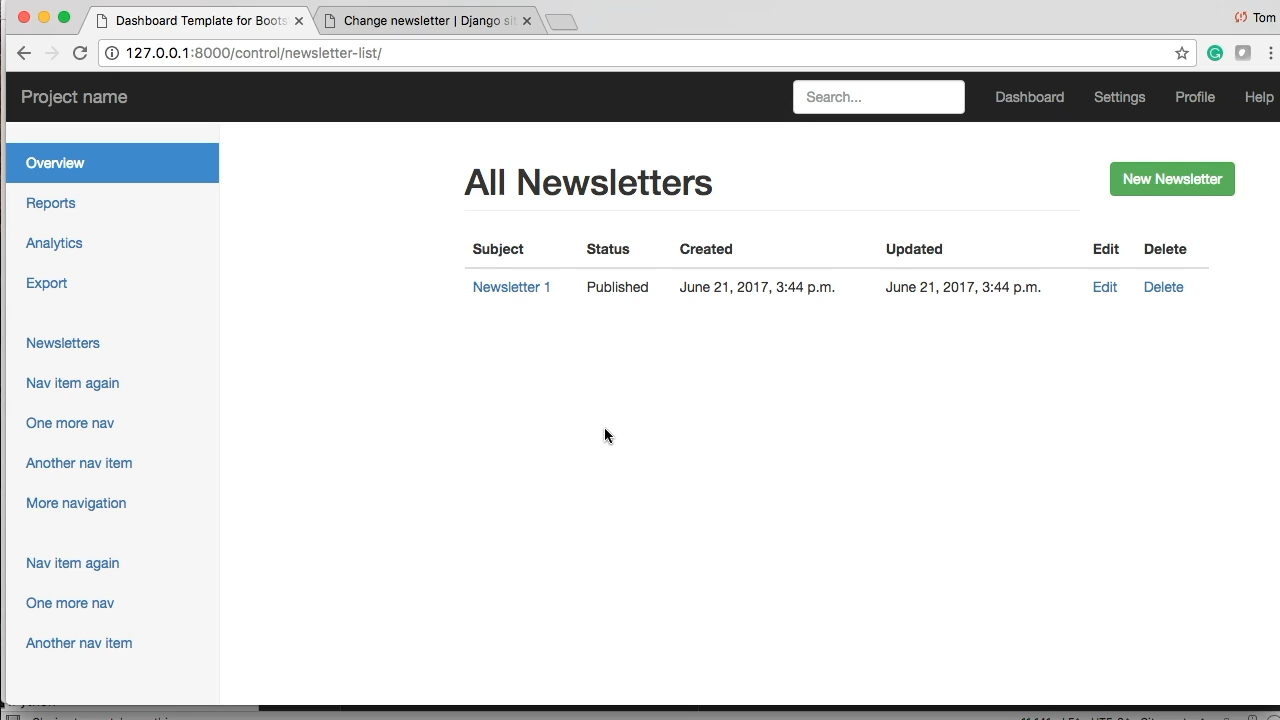 Dashboard Template for Boots
Change newsletter | Django sit
Tom
127.0.0.1:8000/control/newsletter-list/
Project name
Search...
Dashboard
Settings
Profile
Help
Overview
Reports
Analytics
Export
Newsletters
Nav item again
One more nav
Another nav item
More navigation
Nav item again
One more nav
Another nav item
All Newsletters
New Newsletter
Subject Status Created Updated Edit Delete
Newsletter 1 Published June 21, 2017, 3:44 p.m. June 21, 2017, 3:44 p.m. Edit Delete